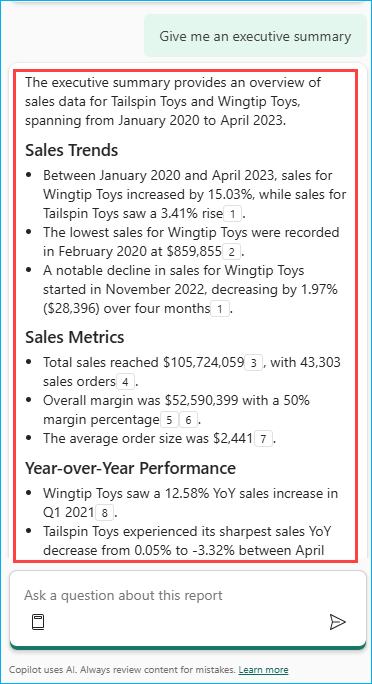 Give me an executive summary
The executive summary provides an overview of
sales data for Tailspin Toys and Wingtip Toys,
spanning from January 2020 to April 2023.
Sales Trends
• Between January 2020 and April 2023, sales for
Wingtip Toys increased by 15.03%, while sales for
Tailspin Toys saw a 3.41% rise 1 .
• The lowest sales for Wingtip Toys were recorded
in February 2020 at $859,855 2 .
• A notable decline in sales for Wingtip Toys
started in November 2022, decreasing by 1.97%
($28,396) over four months 1 .
Sales Metrics
• Total sales reached $105,724,059 3 , with 43,303
sales orders 4 .
• Overall margin was $52,590,399 with a 50%
margin percentage 5 6 .
• The average order size was $2,441 7 .
Year-over-Year Performance
• Wingtip Toys saw a 12.58% YoY sales increase in
Q1 2021 8 .
• Tailspin Toys experienced its sharpest sales YoY
decrease from 0.05% to -3.32% between April
Ask a question about this report
Copilot uses AI. Always review content for mistakes. Learn more